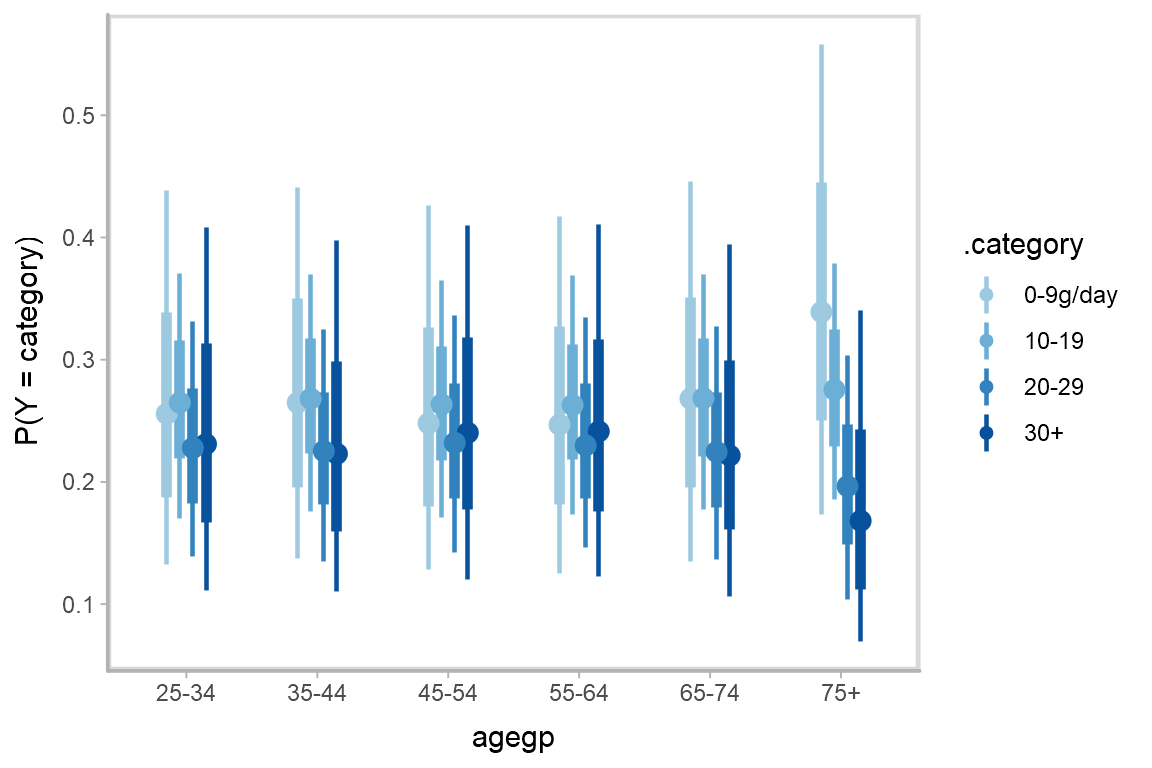 P(Y = category)
0.5
0.4
0.3
0.2
0.1
25-34 35-44 45-54 55-64 65-74 75+
agegp
.category
0-9g/day
10-19
20-29
30+